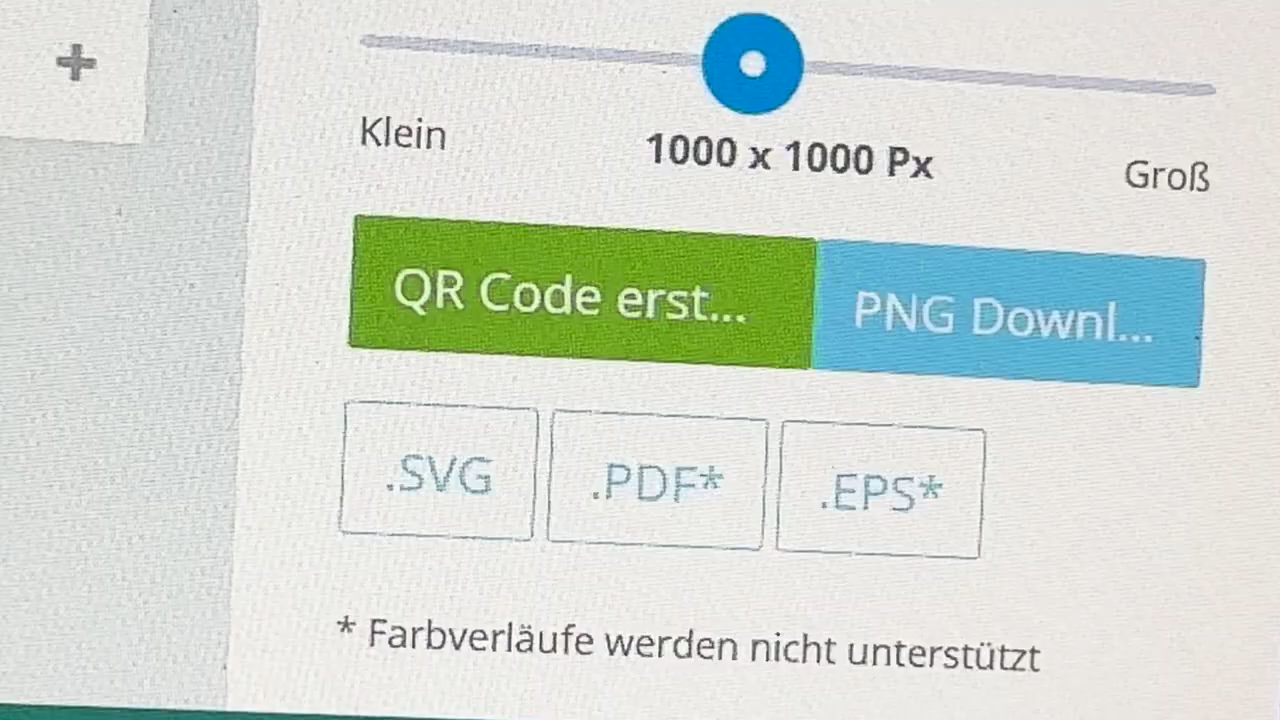 Klein
1000 x 1000 Px
Groß
QR Code erst...
PNG Downl...
.SVG
.PDF*
.EPS*
* Farbverläufe werden nicht unterstützt